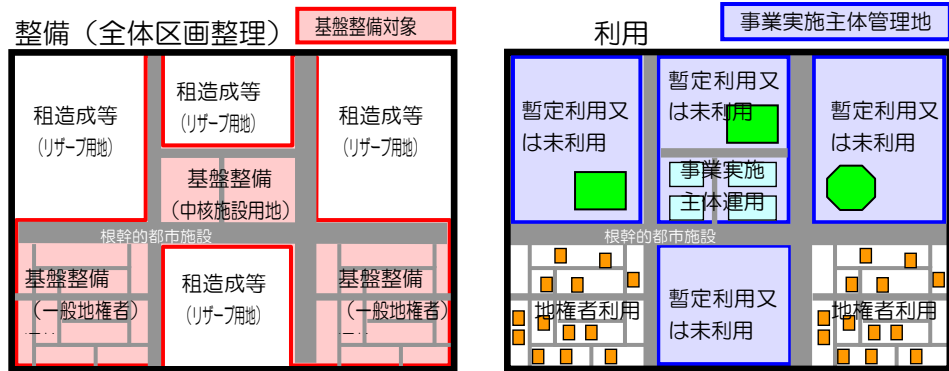 整備（全体区画整理）
基盤整備対象
租造成等
（リザーブ用地）
租造成等
（リザーブ用地）
租造成等
（リザーブ用地）
基盤整備
（中核施設用地）
根幹的都市施設
基盤整備
（一般地権者）
租造成等
（リザーブ用地）
基盤整備
（一般地権者）
利用
事業実施主体管理地
暫定利用又
は未利用
暫定利用又
は未利用
暫定利用又
は未利用
事業実施
主体運用
根幹的都市施設
地権者利用
暫定利用又
は未利用
地権者利用